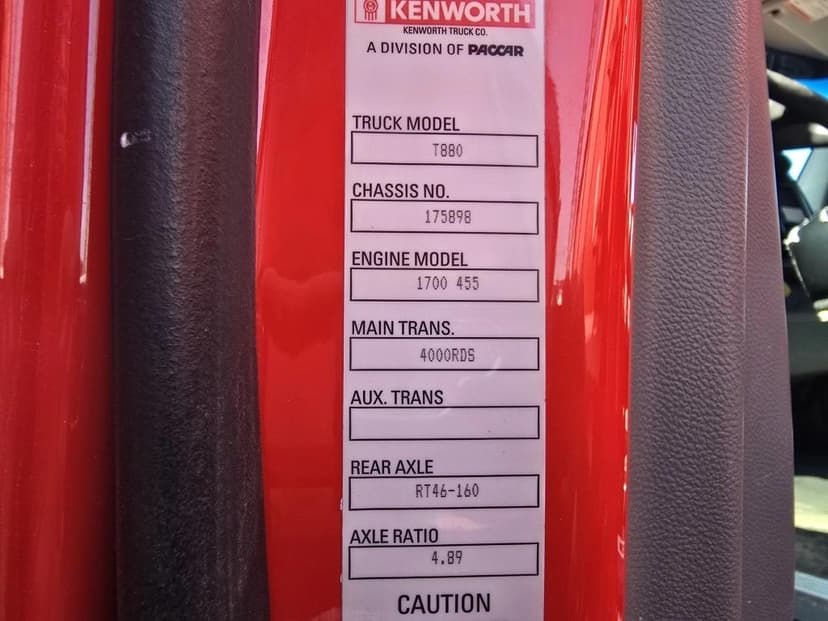 KENWORTH
KENWORTH TRUCK CO.
A DIVISION OF PACCAR
TRUCK MODEL
T880
CHASSIS NO.
175898
ENGINE MODEL
1700 455
MAIN TRANS.
4000RDS
AUX. TRANS
REAR AXLE
RT46-160
AXLE RATIO
4.89
CAUTION